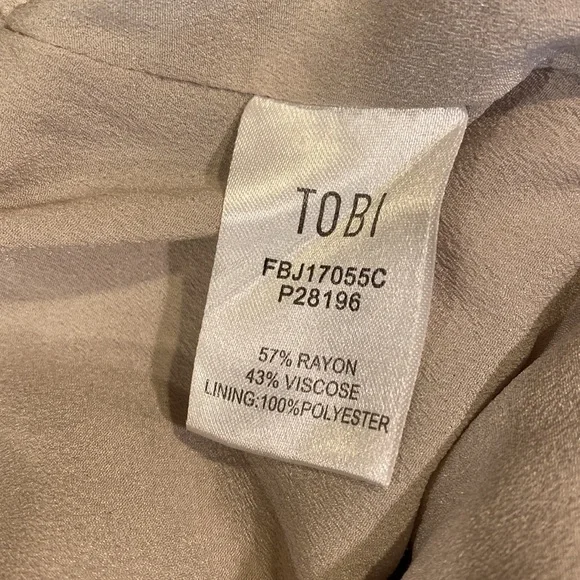 TOBI
FBJ17055C
P28196
57% RAYON
43% VISCOSE
LINING:100%POLYESTER